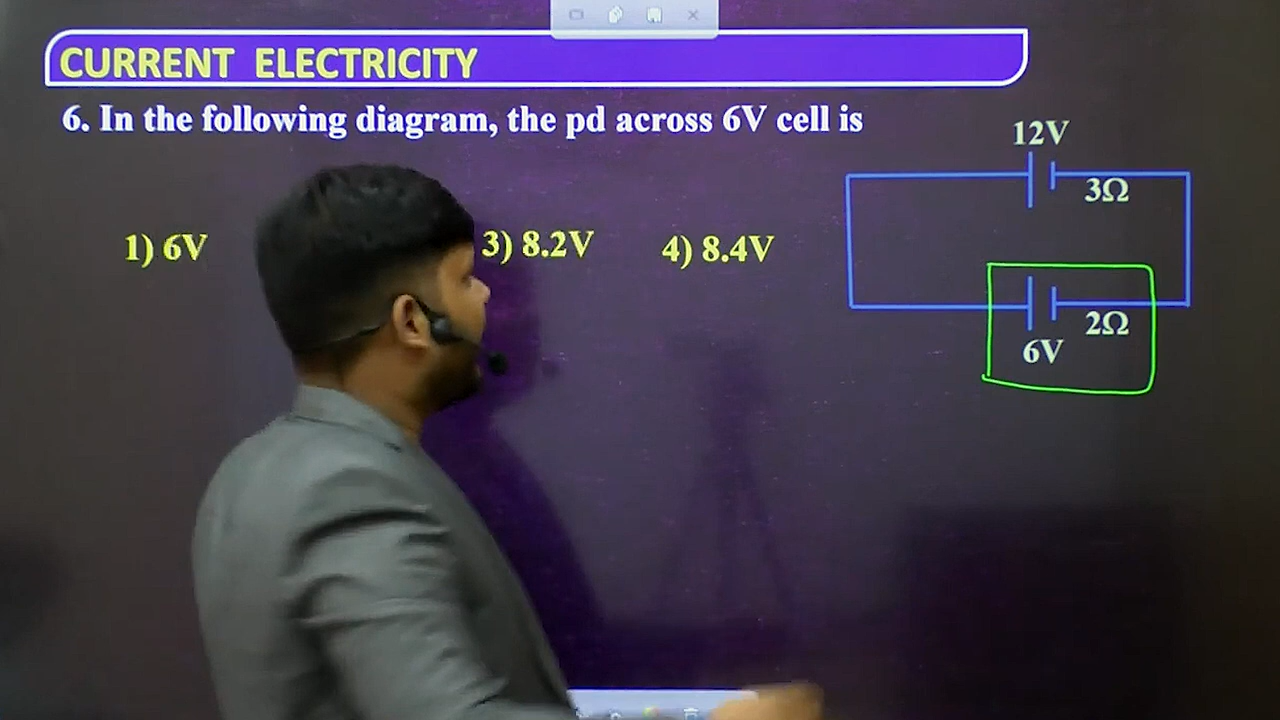 CURRENT ELECTRICITY
6. In the following diagram, the pd across 6V cell is
12V
3Ω
1) 6V 3) 8.2V 4) 8.4V
2Ω
6V